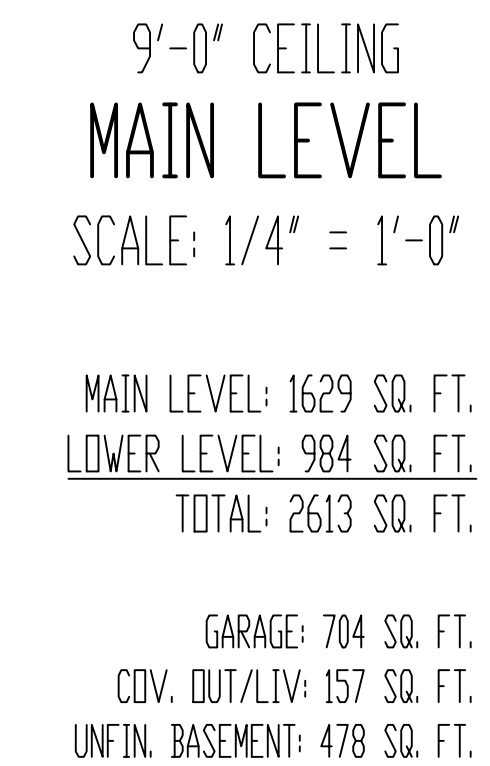 9'-0" CEILING
MAIN LEVEL
SCALE: 1/4" = 1'-0"
MAIN LEVEL: 1629 SQ. FT.
LOWER LEVEL: 984 SQ. FT.
TOTAL: 2613 SQ. FT.
GARAGE: 704 SQ. FT.
COV. OUT/LIV: 157 SQ. FT.
UNFIN. BASEMENT: 478 SQ. FT.